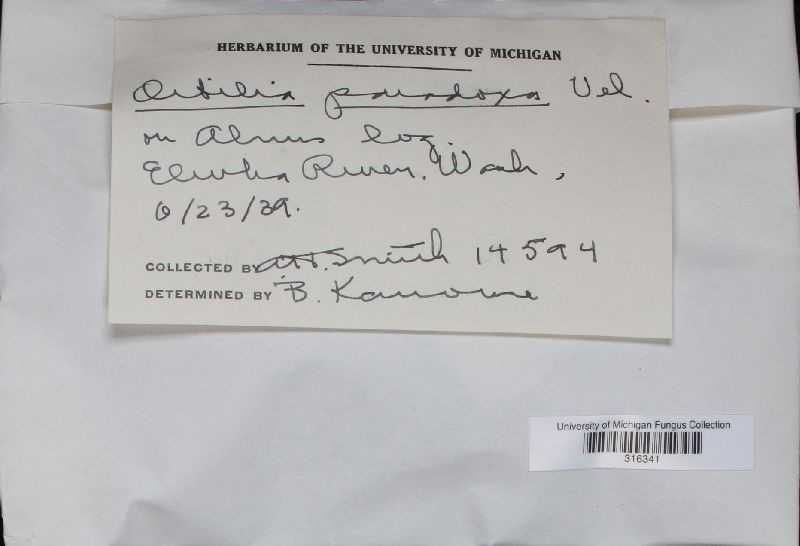 HERBARIUM OF THE UNIVERSITY OF MICHIGAN
Orbilia paradoxa Vel.
on Alnus log.
Elwha River, Wash,
6/23/39.
COLLECTED BY AH. Smith 14594
DETERMINED BY B. Kanouse
University of Michigan Fungus Collection
316341